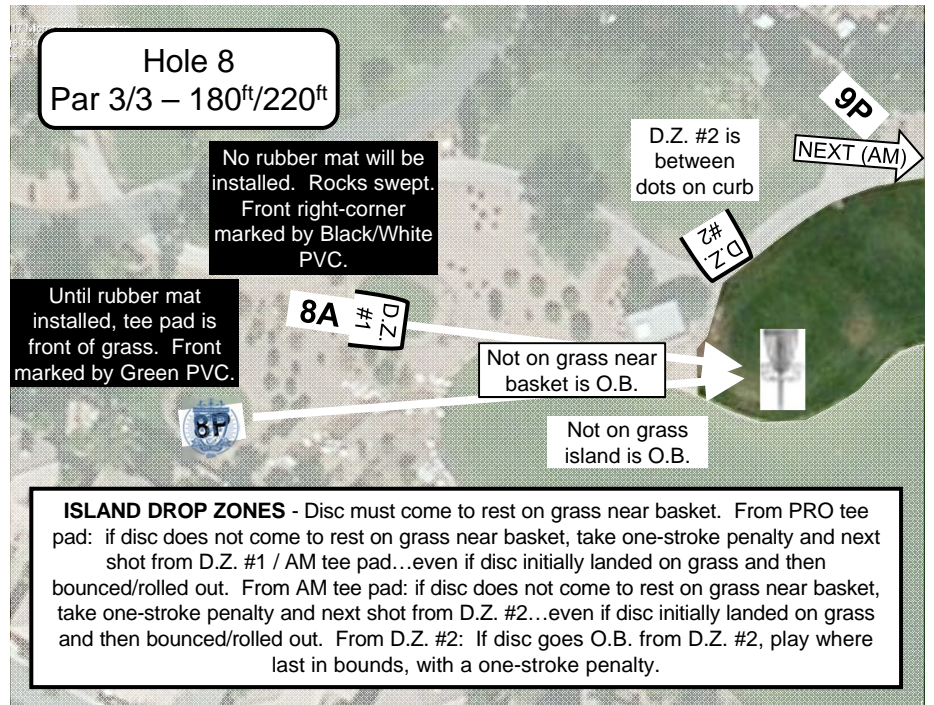 Hole 8
Par 3/3 – 180ft/220ft
9P
NEXT (AM)
D.Z. #2 is
between
dots on curb
No rubber mat will be
installed.  Rocks swept.
Front right-corner
marked by Black/White
PVC.
D.Z.
#2
Until rubber mat
installed, tee pad is
front of grass.  Front
marked by Green PVC.
8A
D.Z.
#1
Not on grass near
basket is O.B.
8P
Not on grass
island is O.B.
ISLAND DROP ZONES - Disc must come to rest on grass near basket.  From PRO tee
pad:  if disc does not come to rest on grass near basket, take one-stroke penalty and next
shot from D.Z. #1 / AM tee pad…even if disc initially landed on grass and then
bounced/rolled out.  From AM tee pad: if disc does not come to rest on grass near basket,
take one-stroke penalty and next shot from D.Z. #2…even if disc initially landed on grass
and then bounced/rolled out.  From D.Z. #2:  If disc goes O.B. from D.Z. #2, play where
last in bounds, with a one-stroke penalty.